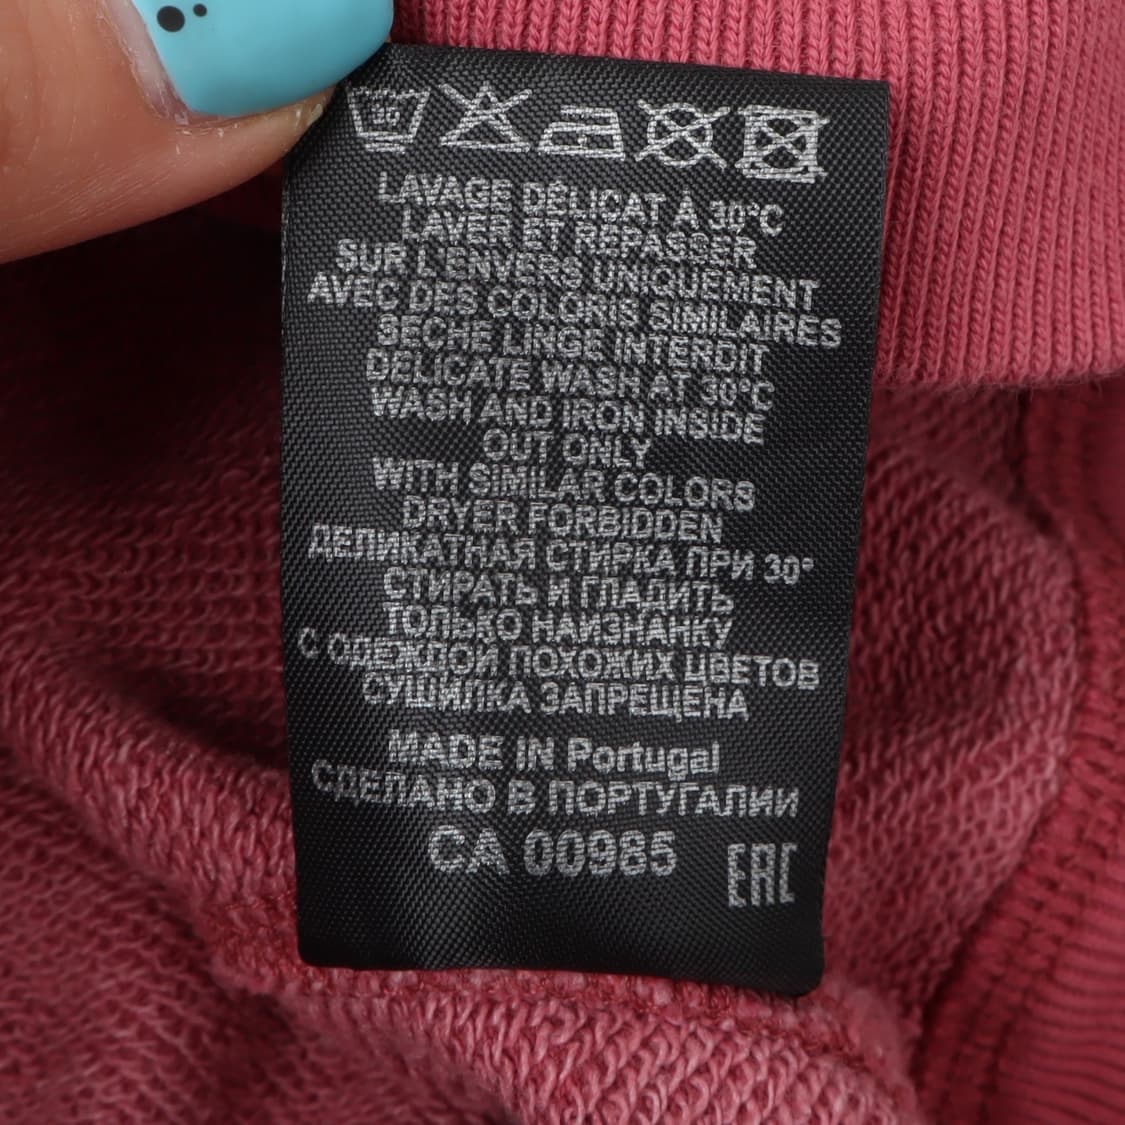 30
LAVAGE DÉLICAT À 30°C
LAVER ET REPASSER
SUR L'ENVERS UNIQUEMENT
AVEC DES COLORIS SIMILAIRES
SECHE LINGE INTERDIT
DELICATE WASH AT 30°C
WASH AND IRON INSIDE
OUT ONLY
WITH SIMILAR COLORS
DRYER FORBIDDEN
ДЕЛИКАТНАЯ СТИРКА ПРИ 30°
СТИРАТЬ И ГЛАДИТЬ
ТОЛЬКО НАИЗНАНКУ
С ОДЕЖДОЙ ПОХОЖИХ ЦВЕТОВ
СУШИЛКА ЗАПРЕЩЕНА
MADE IN Portugal
СДЕЛАНО В ПОРТУГАЛИИ
CA 00985
EAC